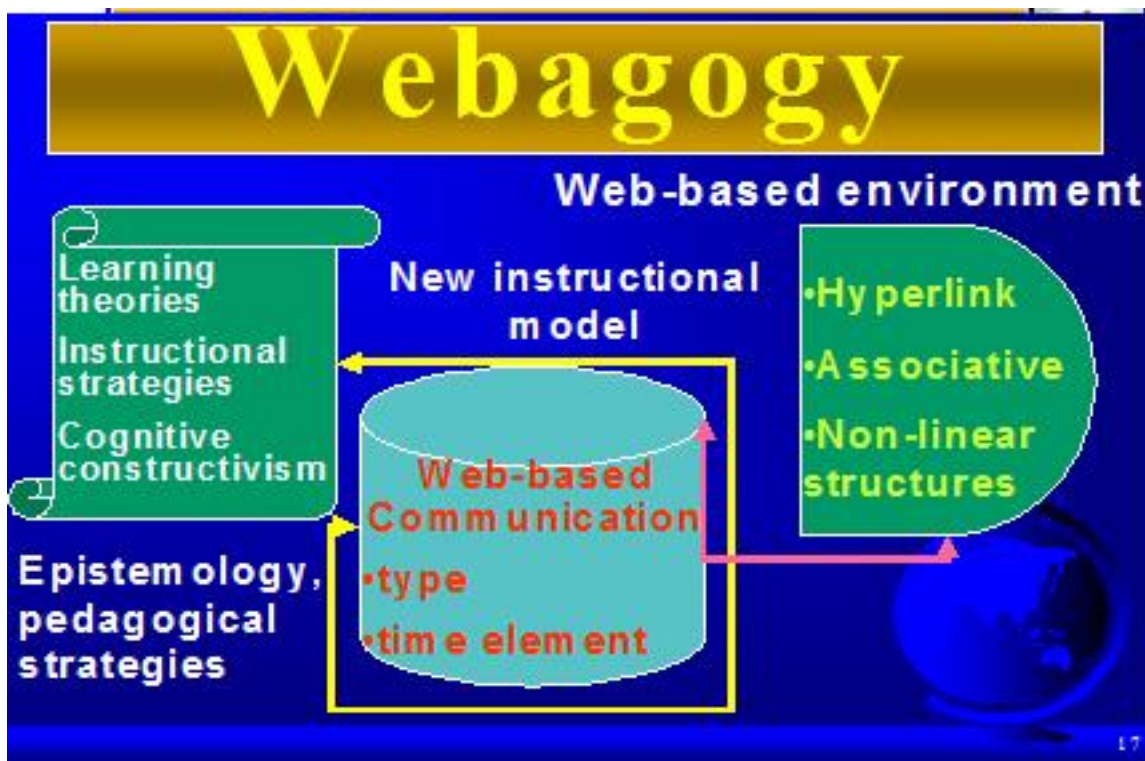 Webagogy
Web-based environment
Learning
theories
Instructional
strategies
Cognitive
constructivism
Epistemology,
pedagogical
strategies
New instructional
model
Web-based
Communication
•type
•time element
•Hyperlink
•Associative
•Non-linear
structures
17